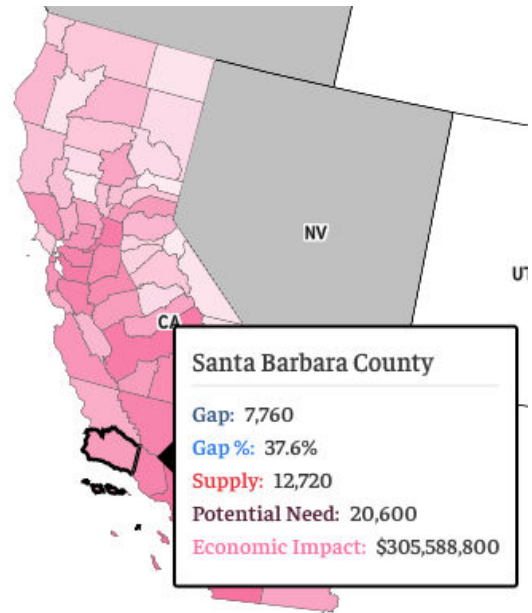 NV
UT
CA
Santa Barbara County
Gap: 7,760
Gap %: 37.6%
Supply: 12,720
Potential Need: 20,600
Economic Impact: $305,588,800